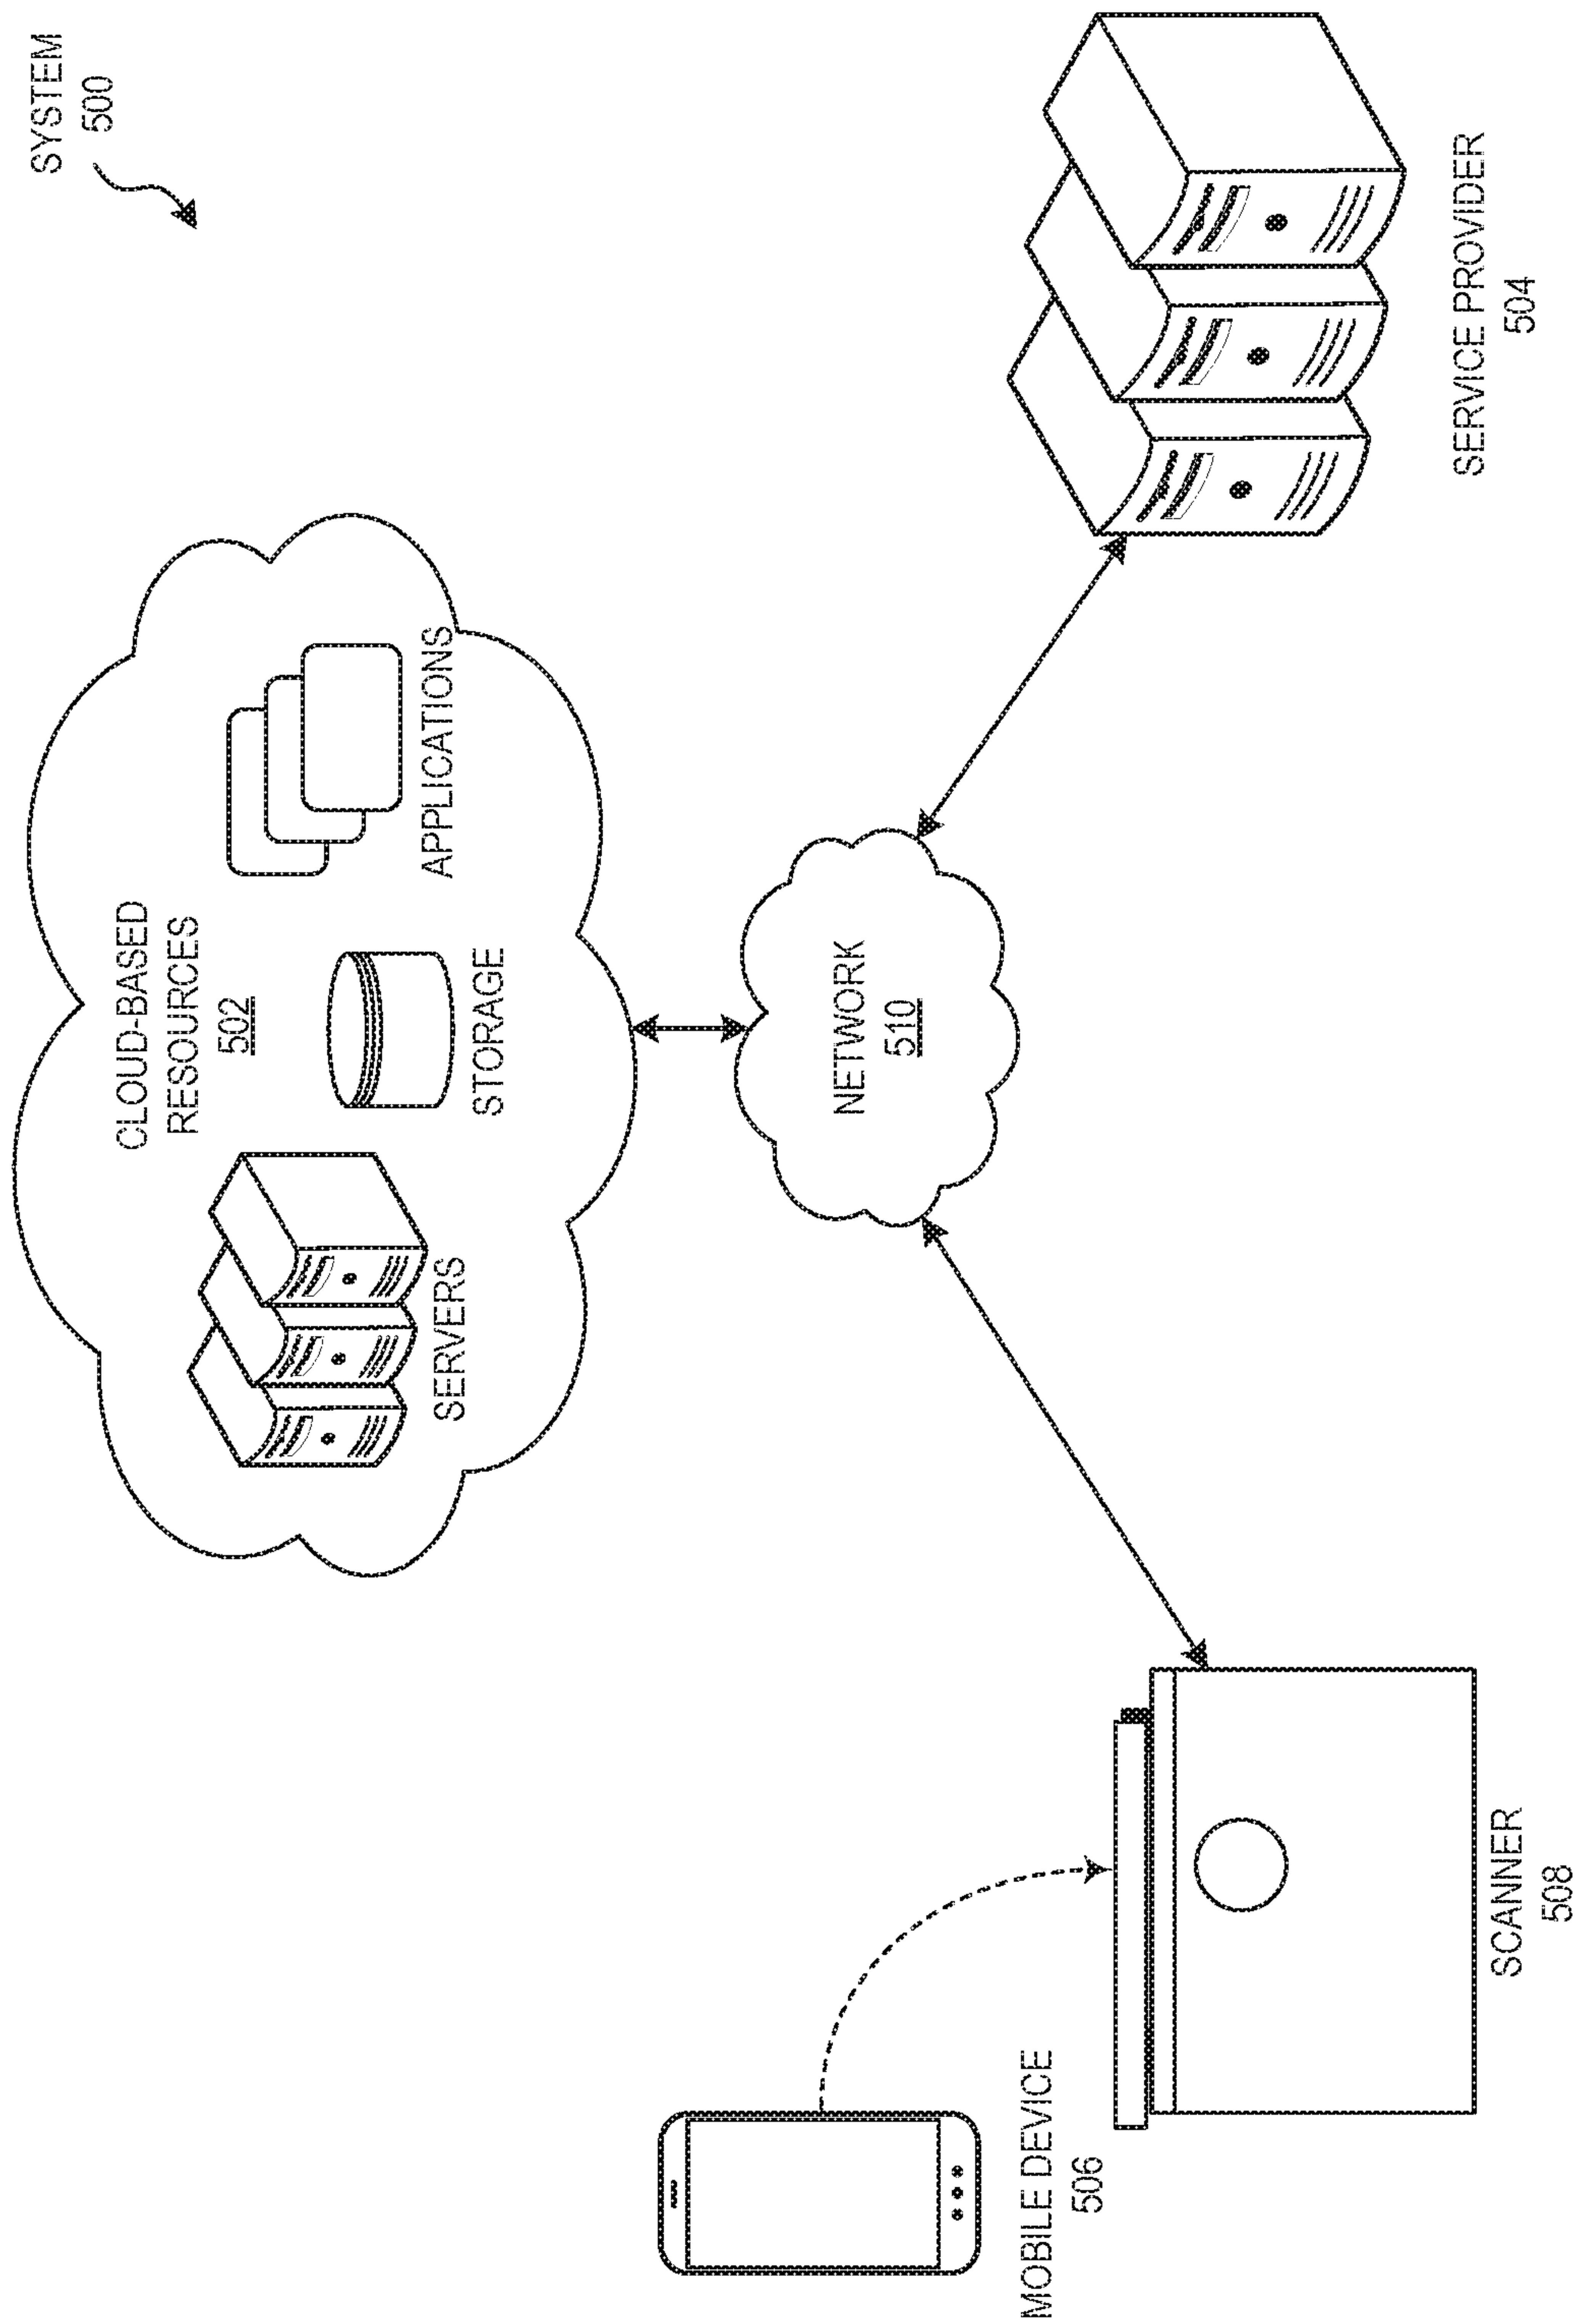 SYSTEM
500
CLOUD-BASED
RESOURCES
502
SERVERS
STORAGE
APPLICATIONS
NETWORK
510
MOBILE DEVICE
506
SCANNER
508
SERVICE PROVIDER
504